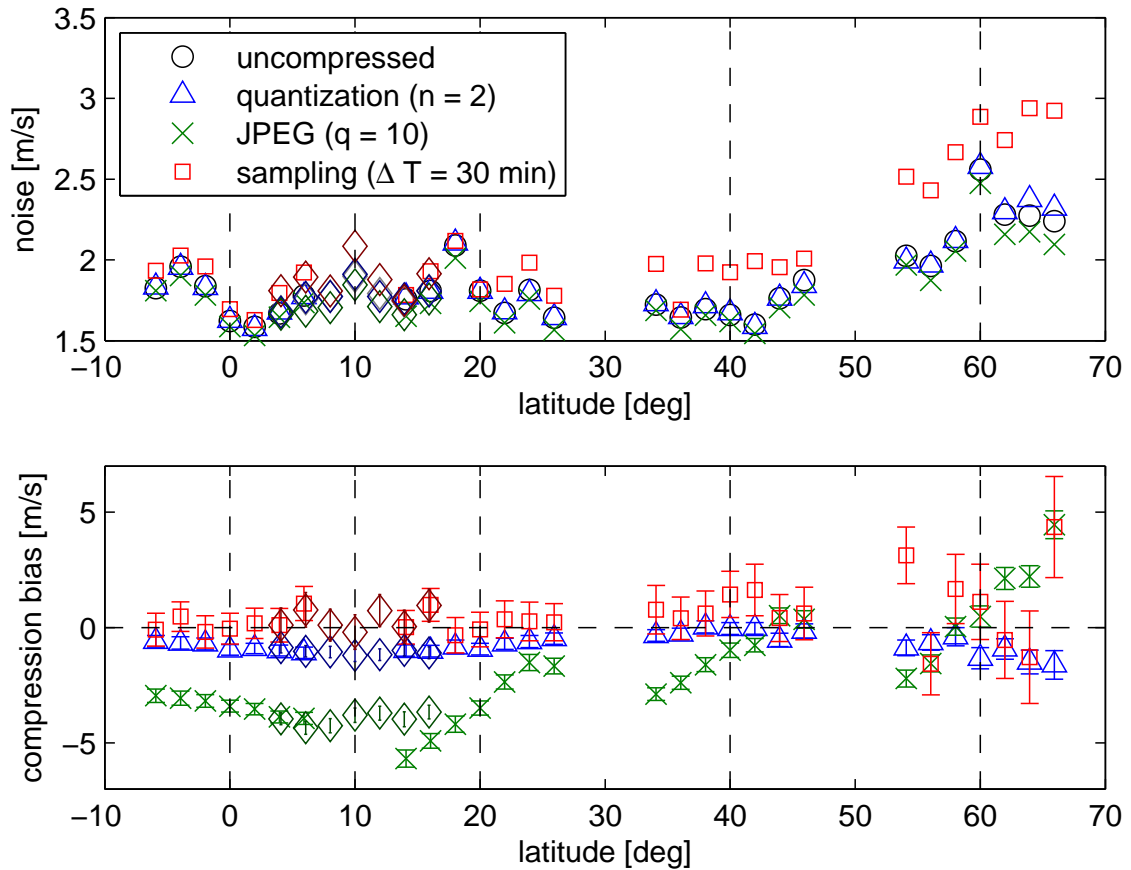 3.5
3
2.5
2
1.5
noise [m/s]
uncompressed
quantization (n = 2)
JPEG (q = 10)
sampling (Δ T = 30 min)
−10 0 10 20 30 40 50 60 70
latitude [deg]
5
0
−5
compression bias [m/s]
−10 0 10 20 30 40 50 60 70
latitude [deg]